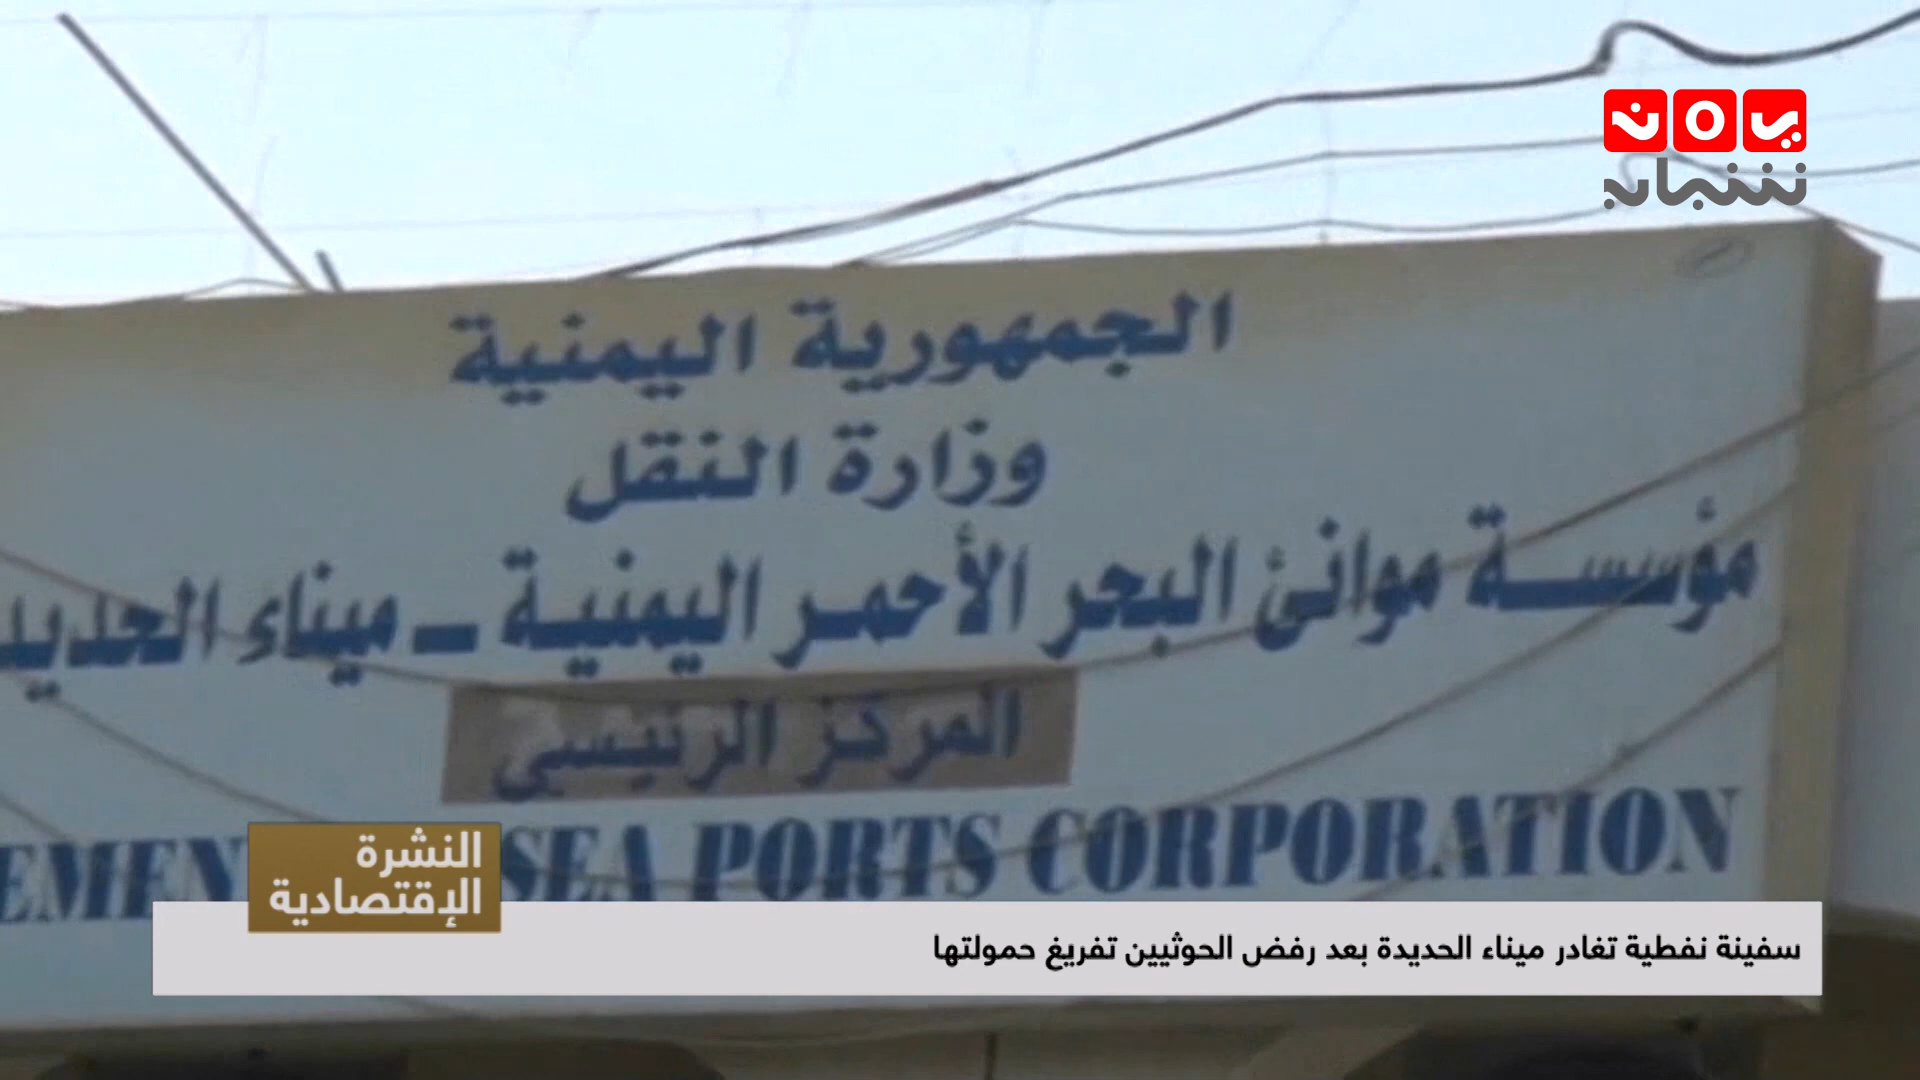 يمن
شباب
الجمهورية اليمنية
وزارة النقل
مؤسسة موانئ البحر الأحمر اليمنية - ميناء الحديد
المركز الرئيسي
EMEN SEA PORTS CORPORATION
النشرة
الإقتصادية
سفينة نفطية تغادر ميناء الحديدة بعد رفض الحوثيين تفريغ حمولتها